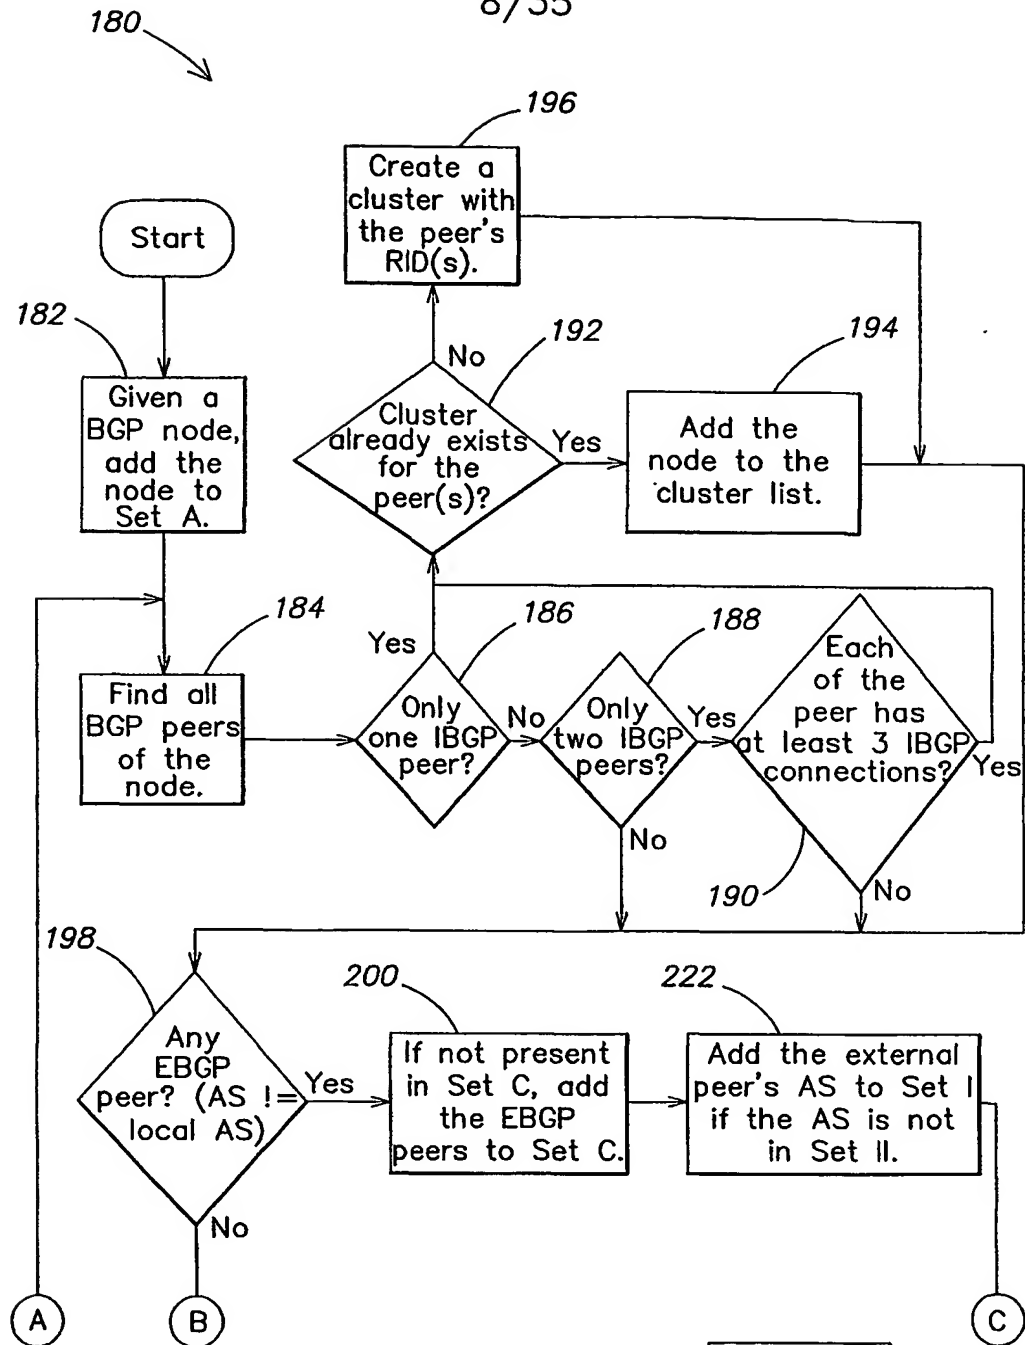 8/35
180
196
Create a
cluster with
the peer's
RID(s).
Start
182
192
194
No
Given a
BGP node,
add the
node to
Set A.
Cluster
already exists
for the
peer(s)?
Yes
Add the
node to the
cluster list.
184
186
188
Yes
Find all
BGP peers
of the
node.
Only
one IBGP
peer?
No
Only
two IBGP
peers?
Yes
Each
of the
peer has
at least 3 IBGP
connections?
Yes
No
190
No
198
200
222
Any
EBGP
peer? (AS !=
local AS)
Yes
If not present
in Set C, add
the EBGP
peers to Set C.
Add the external
peer's AS to Set I
if the AS is not
in Set II.
No
A
B
C